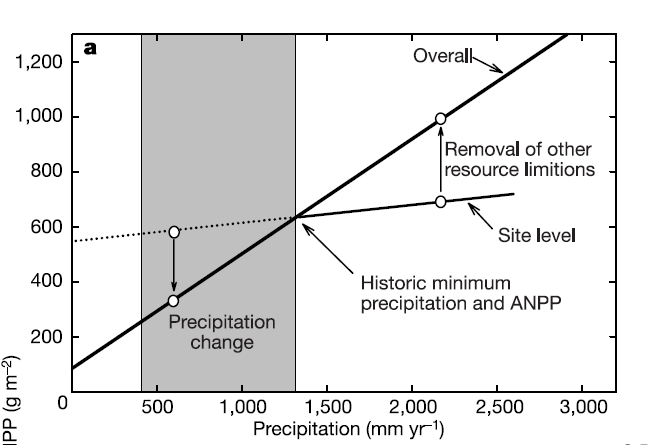 a
Overall
1,200
1,000
800
600
400
200
0
Removal of other
resource limitations
Site level
Historic minimum
precipitation and ANPP
Precipitation
change
500
1,000
1,500
2,000
2,500
3,000
Precipitation (mm yr⁻¹)
NPP (g m⁻²)